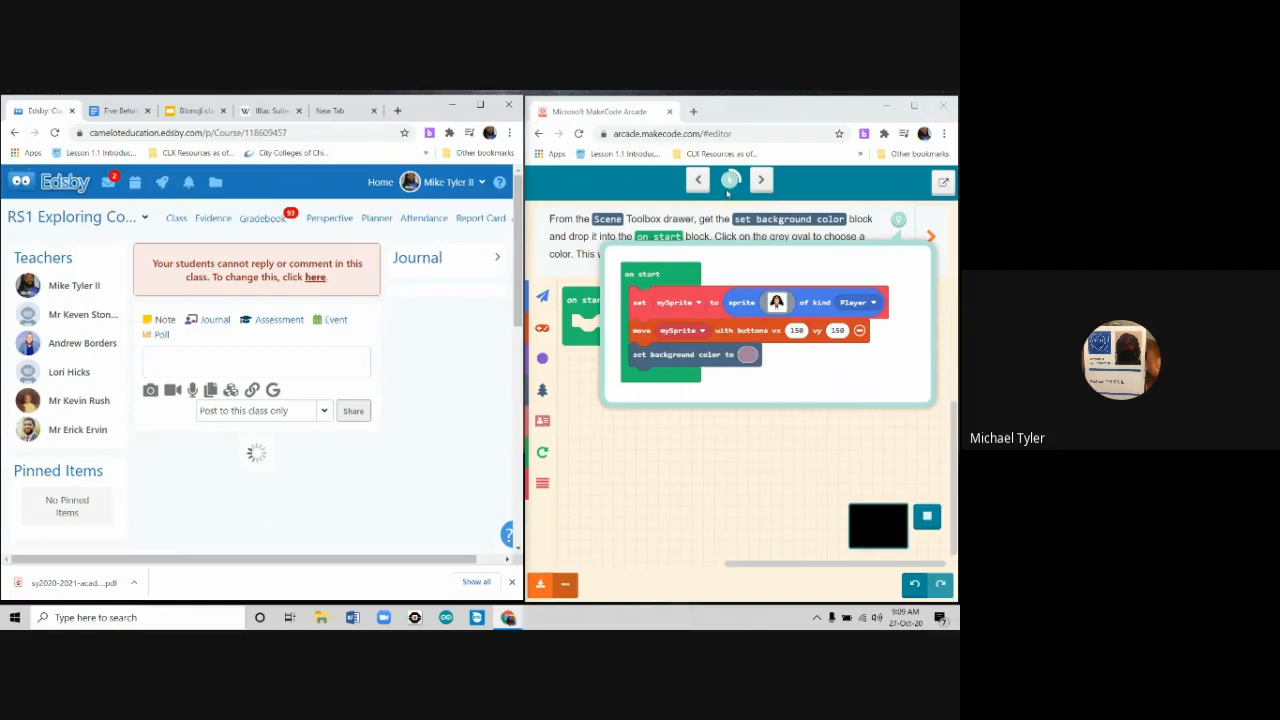 Edsby: Cla
Five Behav
Bitmoji cla
Illiac Suite
New Tab
cameloteducation.edsby.com/p/Course/118609457
Apps
Lesson 1.1 Introduc...
CLX Resources as of...
City Colleges of Chi...
»
Other bookmarks
2
Edsby
Home
Mike Tyler II
RS1 Exploring Co...
Class
Evidence
Gradebook
93
Perspective
Planner
Attendance
Report Card
Teachers
Mike Tyler II
Mr Keven Ston...
Andrew Borders
Lori Hicks
Mr Kevin Rush
Mr Erick Ervin
Pinned Items
No Pinned
Items
Your students cannot reply or comment in this
class. To change this, click here.
Note
Journal
Assessment
Event
Poll
Post to this class only
Share
Journal
sy2020-2021-acad....pdf
Show all
Microsoft MakeCode Arcade
arcade.makecode.com/#editor
Apps
Lesson 1.1 Introduc...
CLX Resources as of...
»
Other bookmarks
From the Scene Toolbox drawer, get the set background color block
and drop it into the on start block. Click on the grey oval to choose a
color. This
on star
on start
set mySprite to sprite of kind Player
move mySprite with buttons vx 150 vy 150
set background color to
Type here to search
9:09 AM
27-Oct-20
7
Michael Tyler